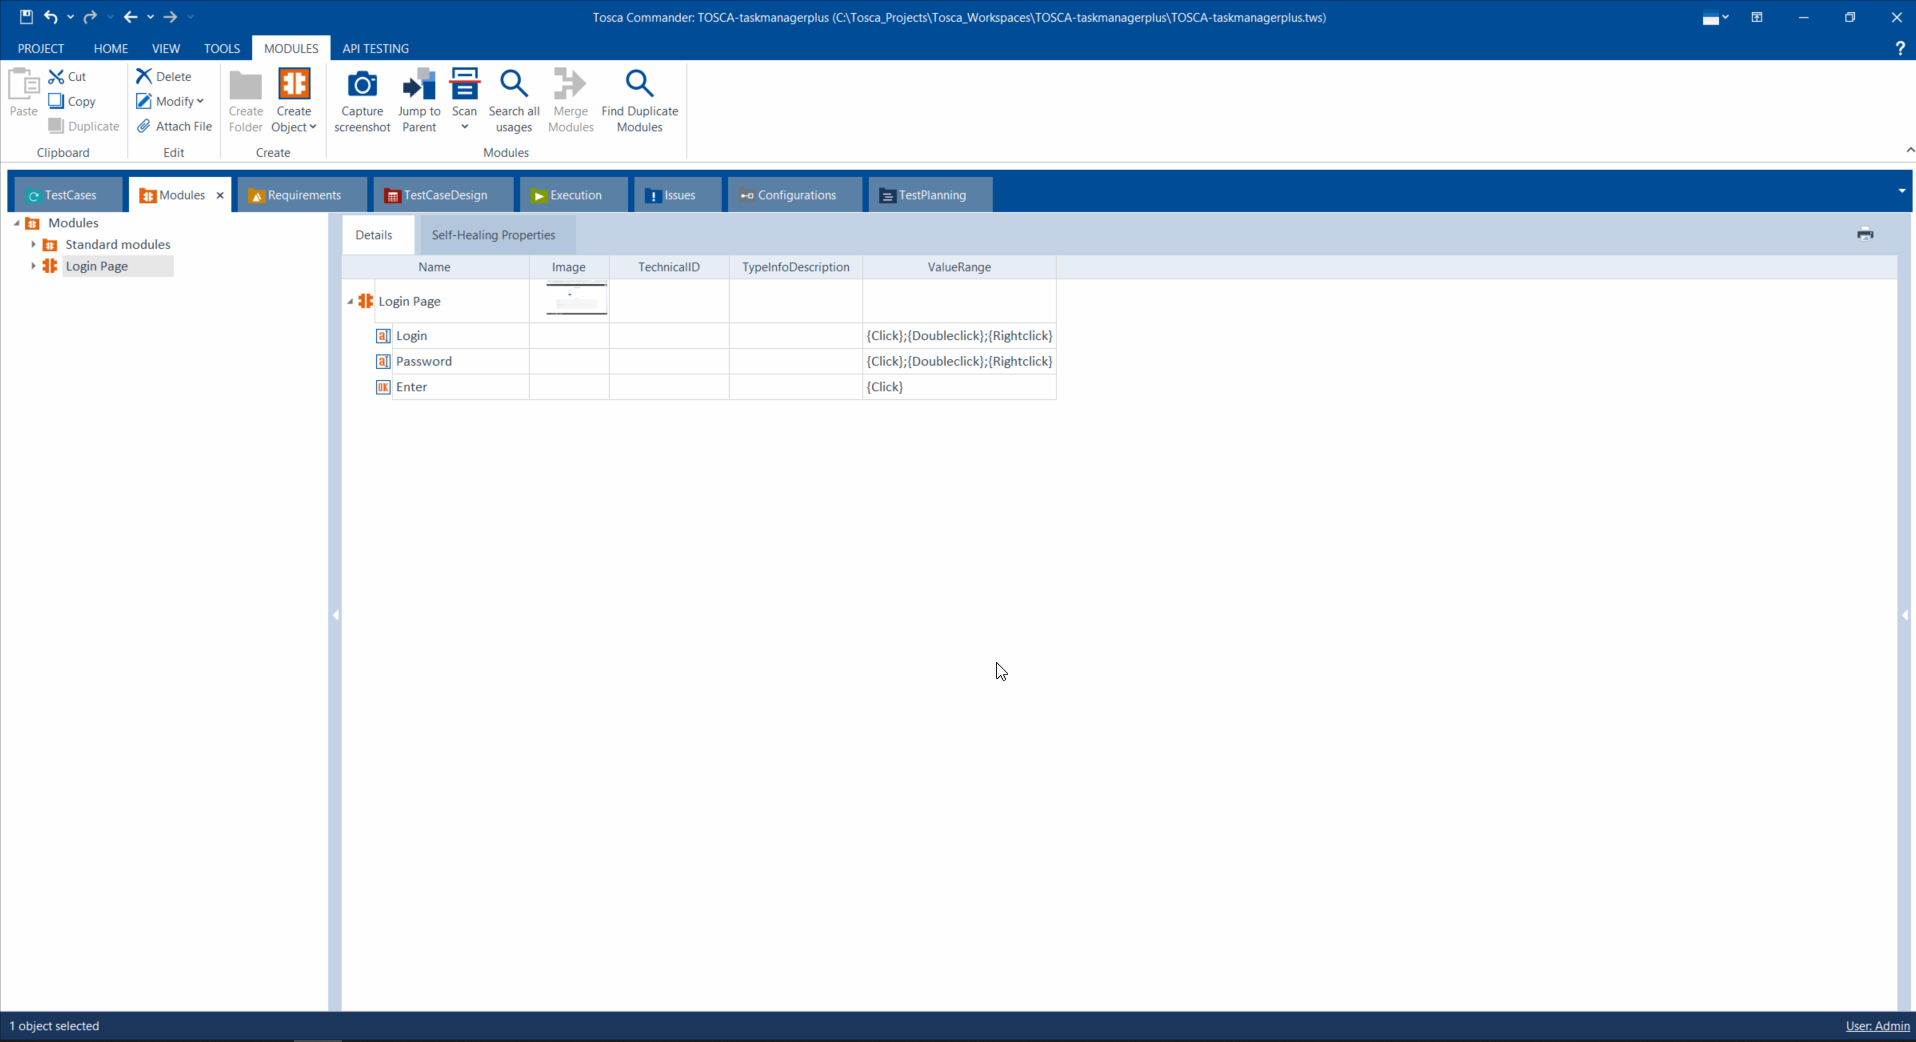 Tosca Commander: TOSCA-taskmanagerplus (C:\Tosca_Projects\Tosca_Workspaces\TOSCA-taskmanagerplus\TOSCA-taskmanagerplus.tws)
PROJECT HOME VIEW TOOLS MODULES API TESTING ?
Paste
Cut
Copy
Duplicate
Clipboard
Delete
Modify
Attach File
Edit
Create Folder
Create Object
Create
Capture screenshot
Jump to Parent
Scan
Search all usages
Merge Modules
Find Duplicate Modules
Modules
TestCases Modules Requirements TestCaseDesign Execution Issues Configurations TestPlanning
Modules
Standard modules
Login Page
Details Self-Healing Properties
Name Image TechnicalID TypeInfoDescription ValueRange
Login Page
Login {Click};{Doubleclick};{Rightclick}
Password {Click};{Doubleclick};{Rightclick}
Enter {Click}
1 object selected User: Admin